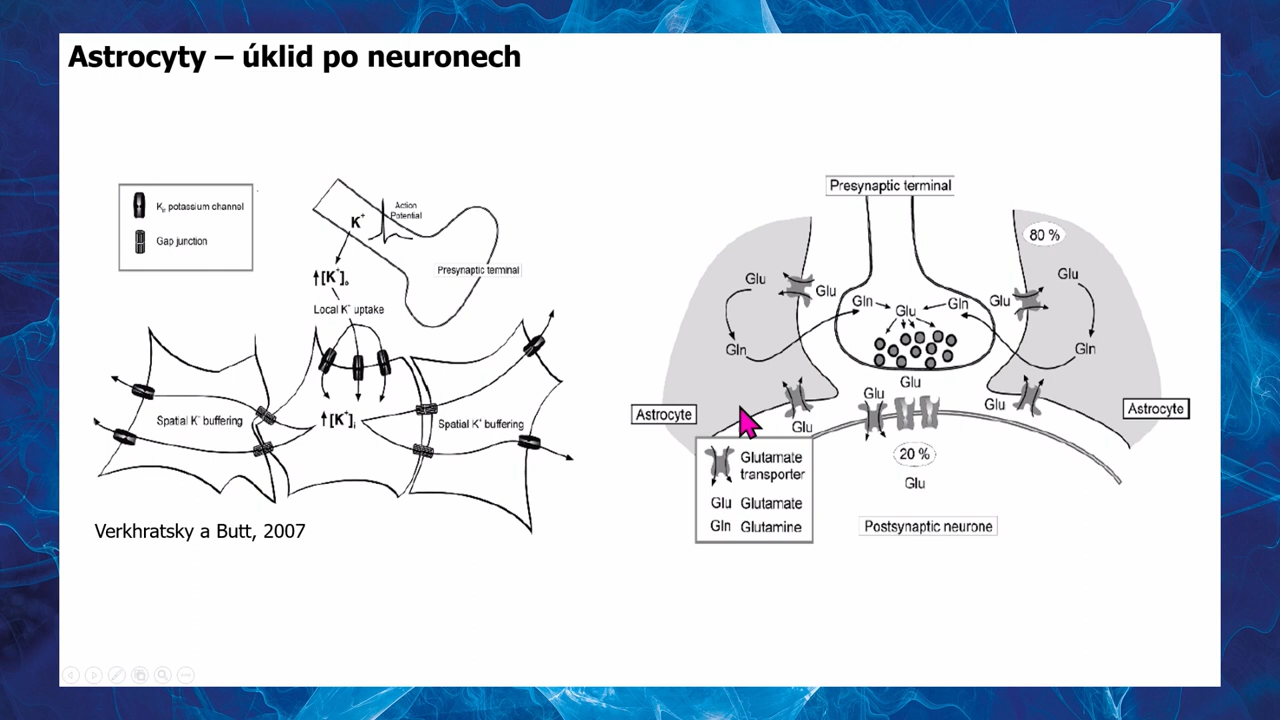 Astrocyty – úklid po neuronech
Kir potassium channel
Gap junction
K+
Action
Potential
Presynaptic terminal
↑[K+]o
Local K+ uptake
Spatial K+ buffering
↑[K+]i
Spatial K+ buffering
Verkhratsky a Butt, 2007
Presynaptic terminal
80 %
Glu
Glu
Gln
Glu
Gln
Glu
Glu
Gln
Gln
Glu
Glu
Glu
Glu
Astrocyte
Astrocyte
20 %
Glu
Glutamate
transporter
Glu Glutamate
Gln Glutamine
Postsynaptic neurone